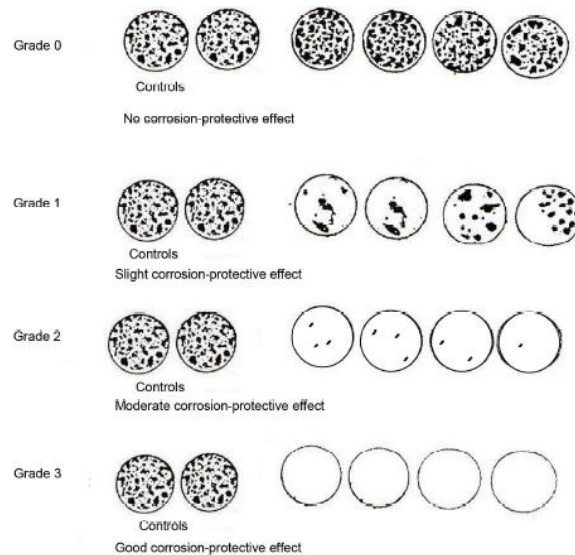 Grade 0
Controls
No corrosion-protective effect
Grade 1
Controls
Slight corrosion-protective effect
Grade 2
Controls
Moderate corrosion-protective effect
Grade 3
Controls
Good corrosion-protective effect